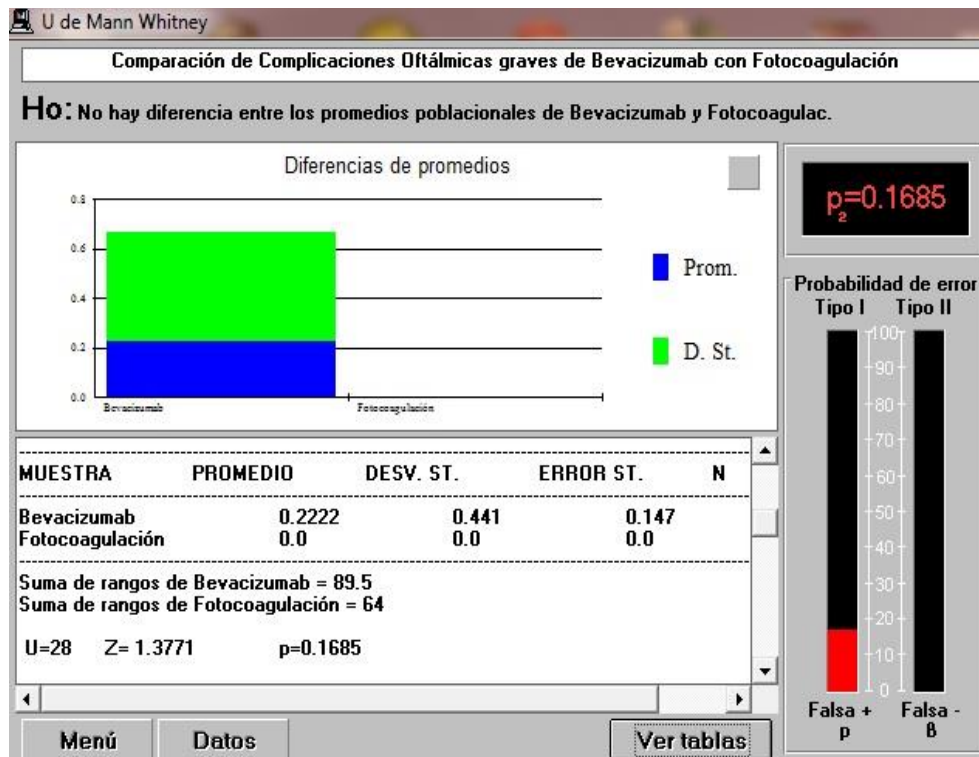 U de Mann Whitney
Comparación de Complicaciones Oftálmicas graves de Bevacizumab con Fotocoagulación
Ho: No hay diferencia entre los promedios poblacionales de Bevacizumab y Fotocoagulac.
Diferencias de promedios
0.8
0.6
0.4
0.2
0.0
Bevacizumab Fotocoagulación
Prom.
D. St.
p₂=0.1685
Probabilidad de error
Tipo I Tipo II
100
90
80
70
60
50
40
30
20
10
0
Falsa + Falsa -
p β
MUESTRA PROMEDIO DESV. ST. ERROR ST. N
Bevacizumab 0.2222 0.441 0.147
Fotocoagulación 0.0 0.0 0.0
Suma de rangos de Bevacizumab = 89.5
Suma de rangos de Fotocoagulación = 64
U=28 Z= 1.3771 p=0.1685
Menú Datos Ver tablas